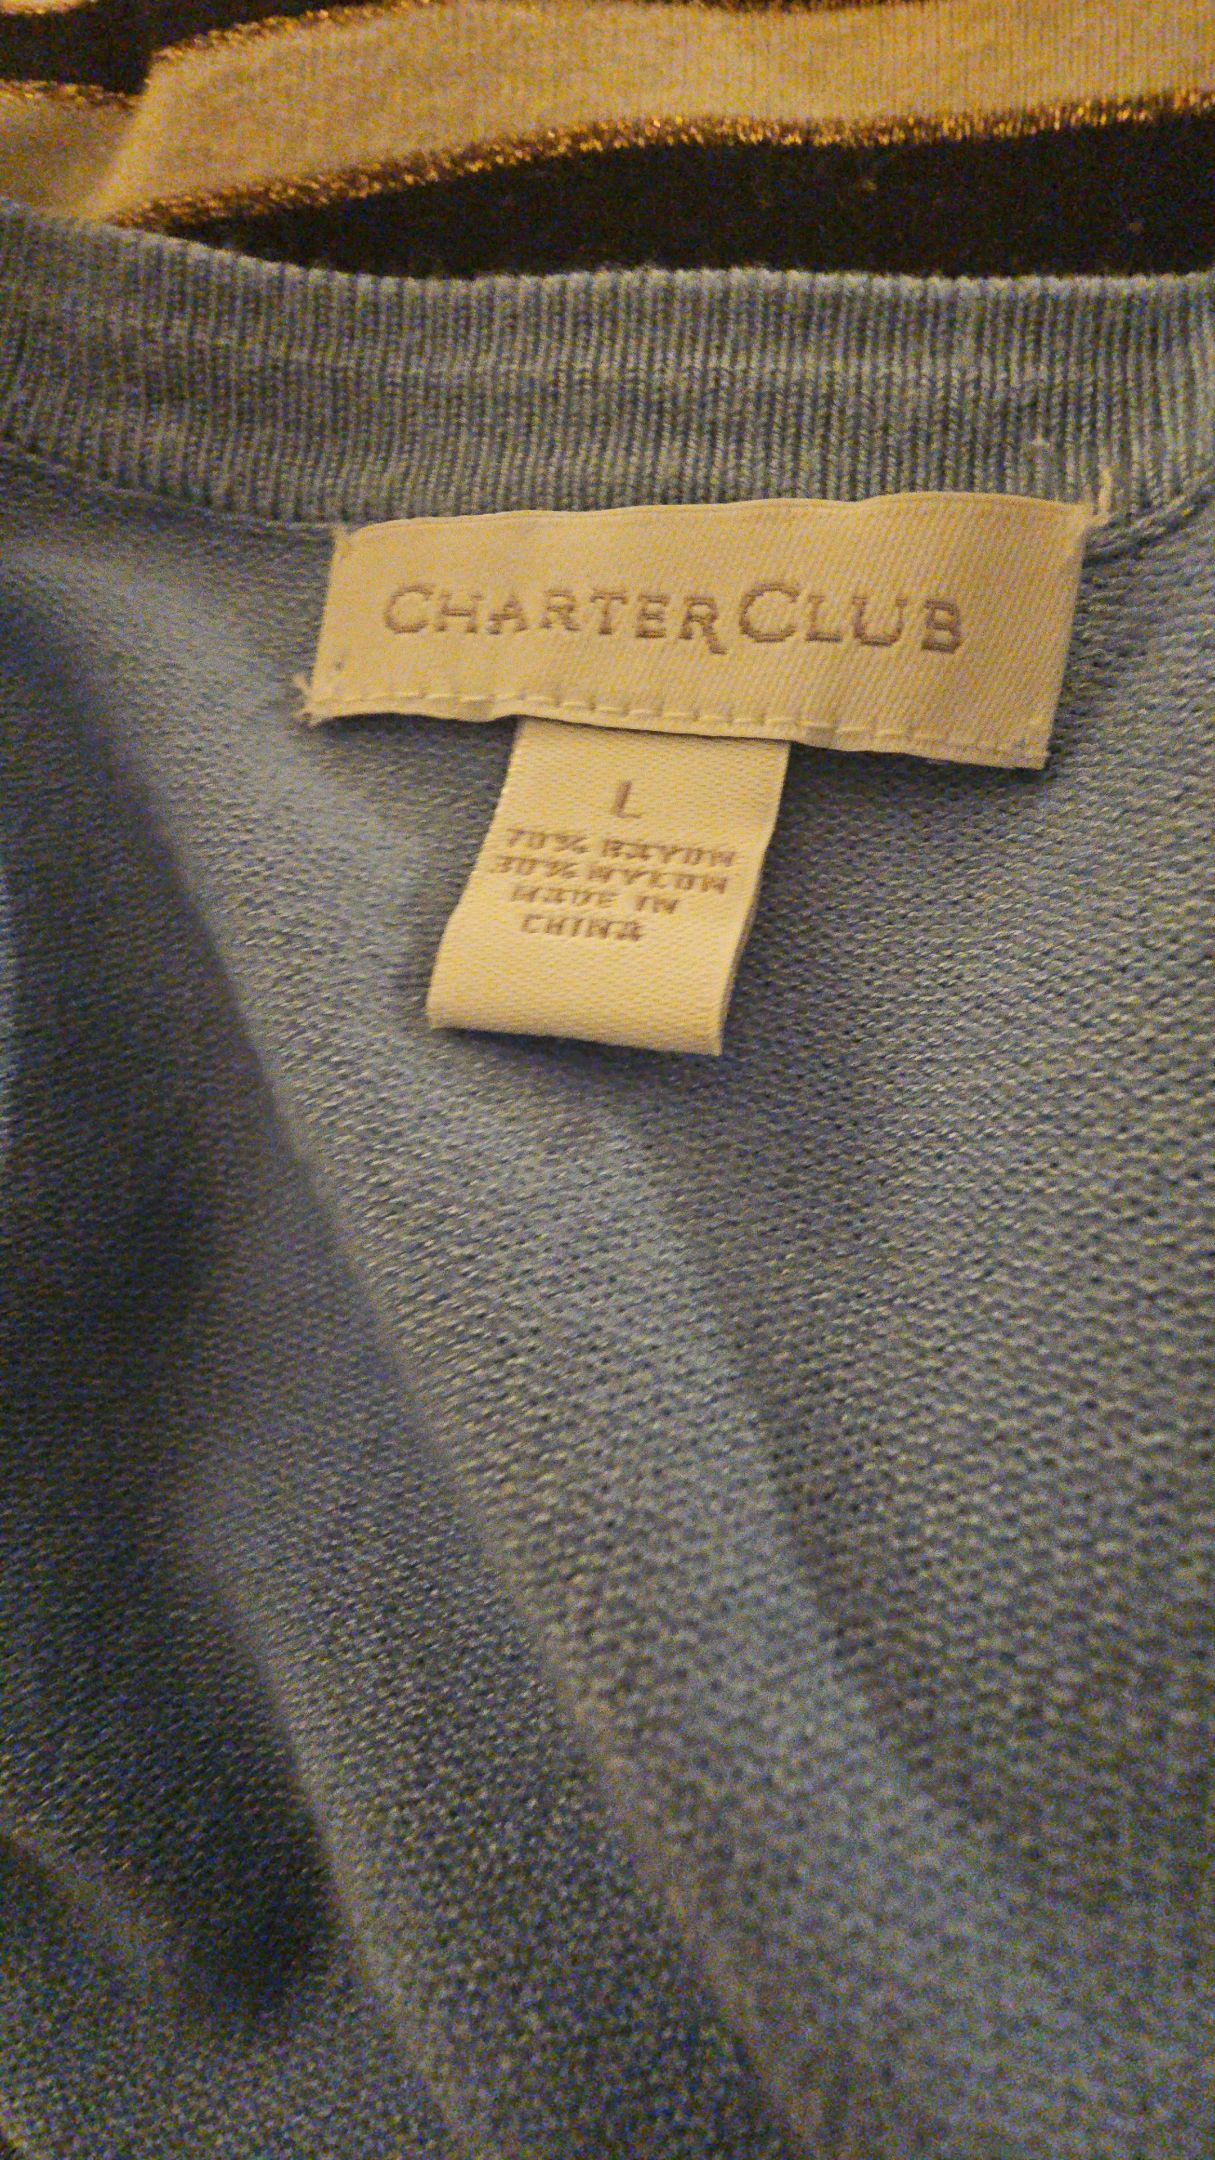 CHARTER CLUB
L
70% RAYON
30% NYLON
MADE IN
CHINA